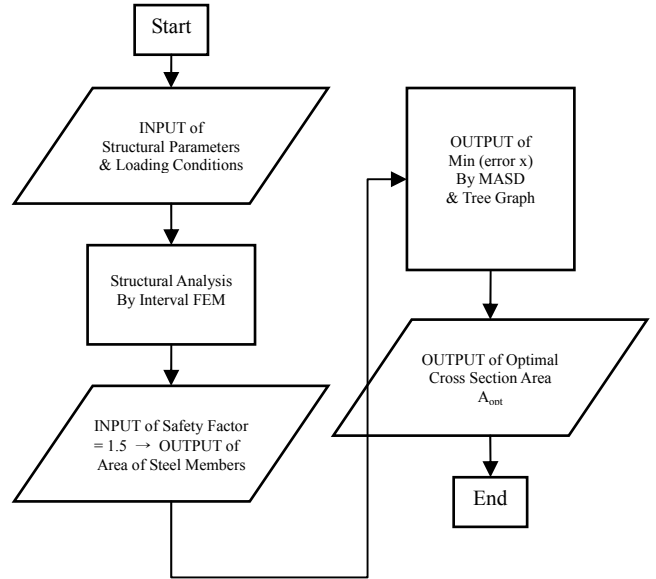 Start
INPUT of
Structural Parameters
& Loading Conditions
Structural Analysis
By Interval FEM
INPUT of Safety Factor
= 1.5 → OUTPUT of
Area of Steel Members
OUTPUT of
Min (error x)
By MASD
& Tree Graph
OUTPUT of Optimal
Cross Section Area
Aopt
End